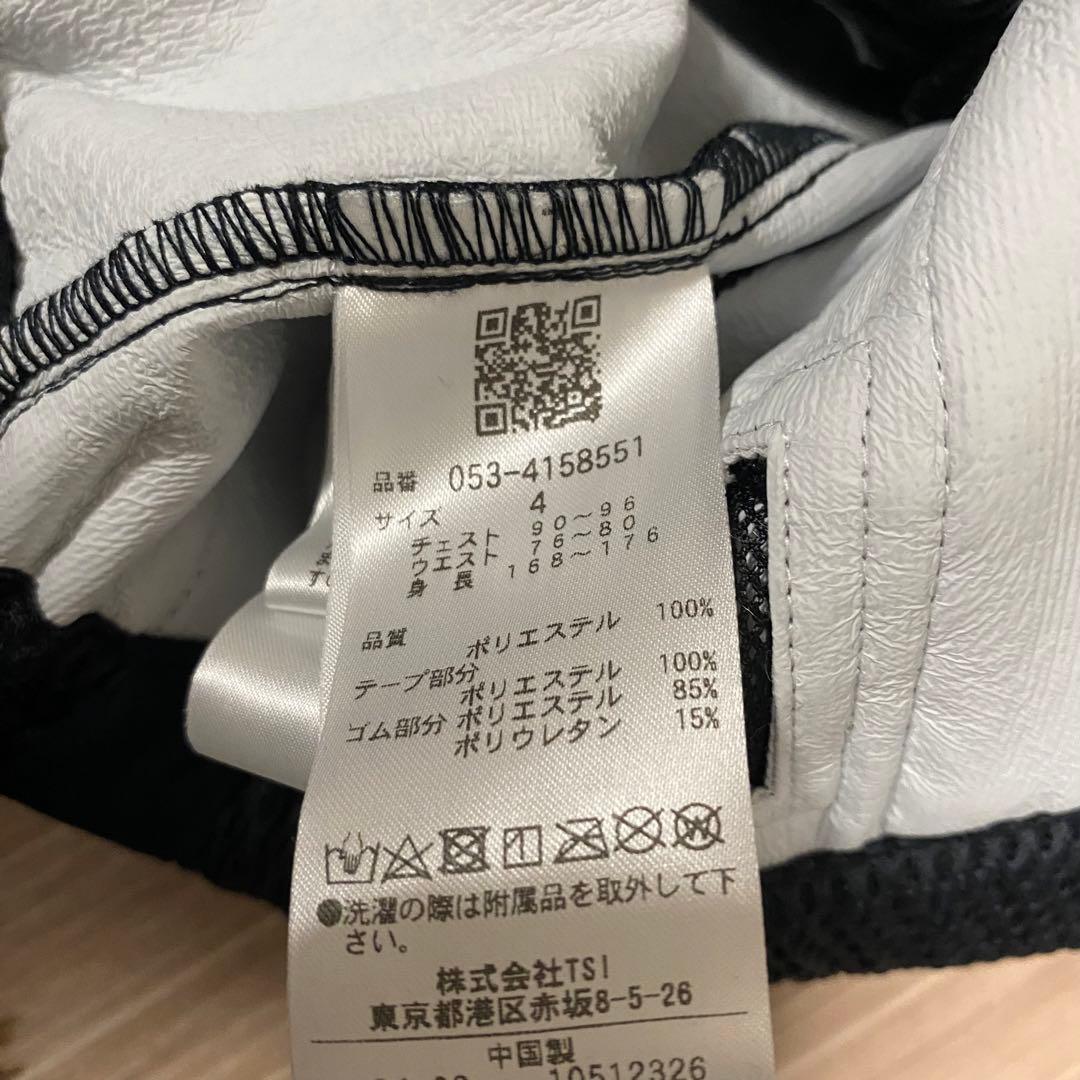 品番 053-4158551
サイズ 4
チェスト 90～96
ウエスト 76～80
身長 168～176
品質 ポリエステル 100%
テープ部分 ポリエステル 100%
ゴム部分 ポリエステル 85%
ポリウレタン 15%
●洗濯の際は附属品を取外して下
さい。
株式会社TSI
東京都港区赤坂8-5-26
中国製
10512326